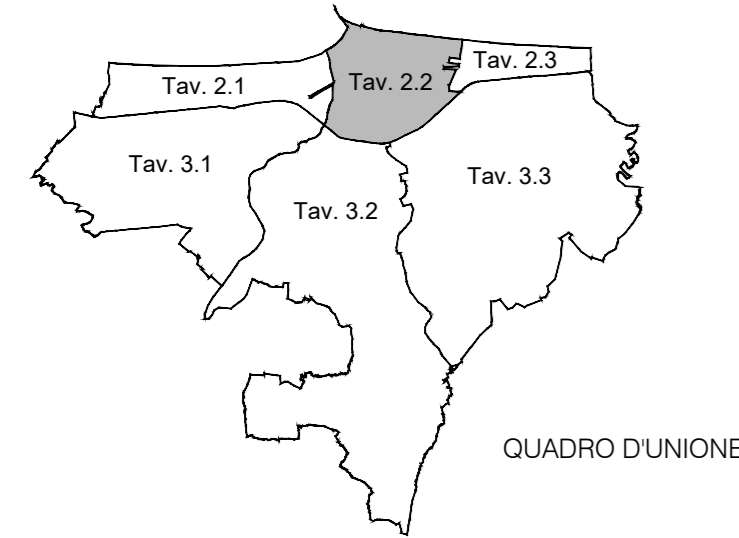 Tav. 2.1
Tav. 2.2
Tav. 2.3
Tav. 3.1
Tav. 3.2
Tav. 3.3
QUADRO D'UNIONE